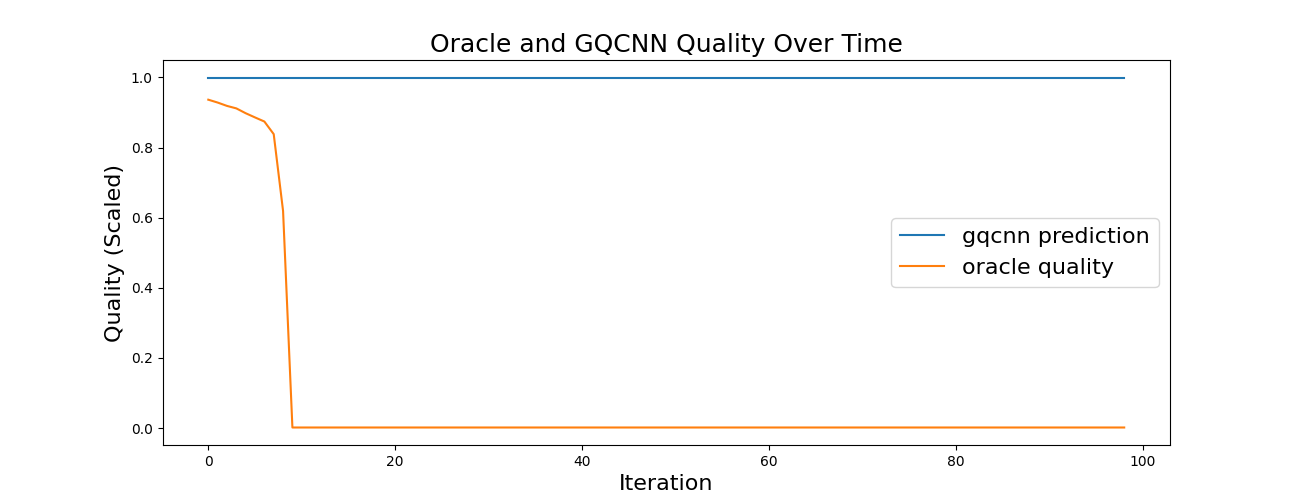 Oracle and GQCNN Quality Over Time
Quality (Scaled)
1.0
0.8
0.6
0.4
0.2
0.0
gqcnn prediction
oracle quality
0 20 40 60 80 100
Iteration